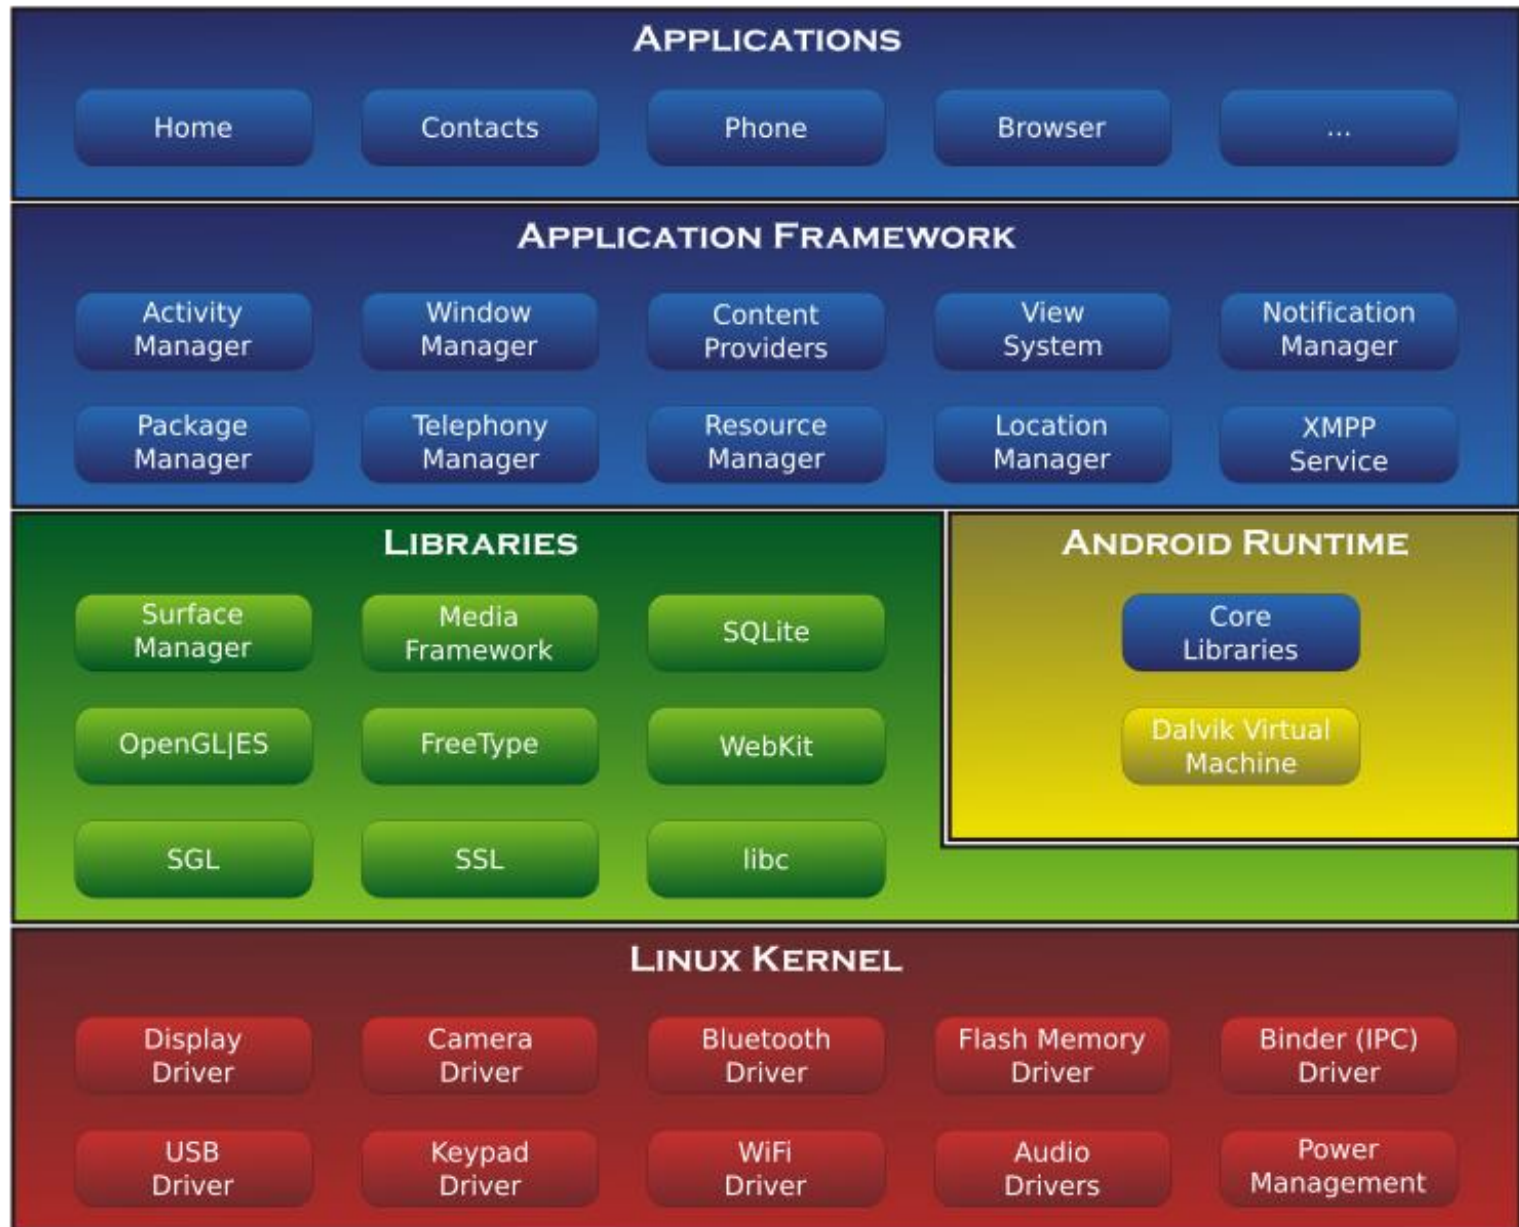 APPLICATIONS
Home
Contacts
Phone
Browser
...
APPLICATION FRAMEWORK
Activity
Manager
Window
Manager
Content
Providers
View
System
Notification
Manager
Package
Manager
Telephony
Manager
Resource
Manager
Location
Manager
XMPP
Service
LIBRARIES
Surface
Manager
Media
Framework
SQLite
OpenGL|ES
FreeType
WebKit
SGL
SSL
libc
ANDROID RUNTIME
Core
Libraries
Dalvik Virtual
Machine
LINUX KERNEL
Display
Driver
Camera
Driver
Bluetooth
Driver
Flash Memory
Driver
Binder (IPC)
Driver
USB
Driver
Keypad
Driver
WiFi
Driver
Audio
Drivers
Power
Management